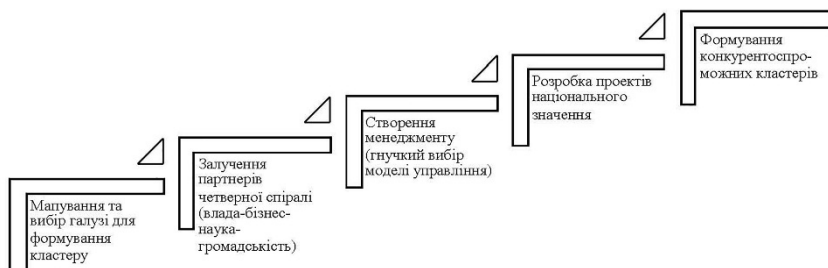 Мапування та
вибір галузі для
формування
кластеру
Залучення
партнерів
четверної спіралі
(влада-бізнес-
наука-
громадськість)
Створення
менеджменту
(гнучкий вибір
моделі управління)
Розробка проектів
національного
значення
Формування
конкурентоспро-
можних кластерів